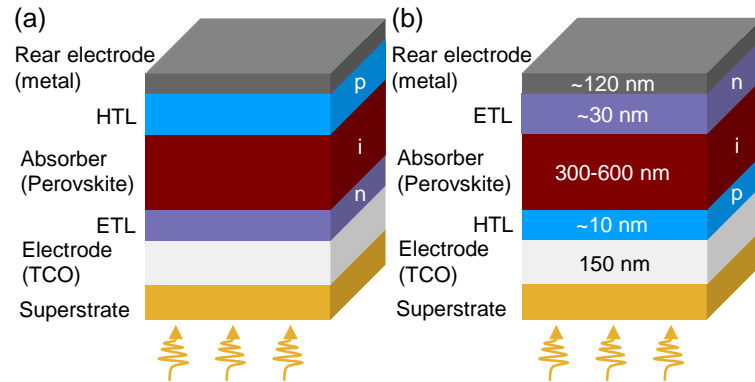 (a)
Rear electrode
(metal)
p
HTL
i
Absorber
(Perovskite)
n
ETL
Electrode
(TCO)
Superstrate
(b)
Rear electrode
(metal)
~120 nm
n
ETL
~30 nm
i
Absorber
(Perovskite)
300-600 nm
p
HTL
~10 nm
Electrode
(TCO)
150 nm
Superstrate